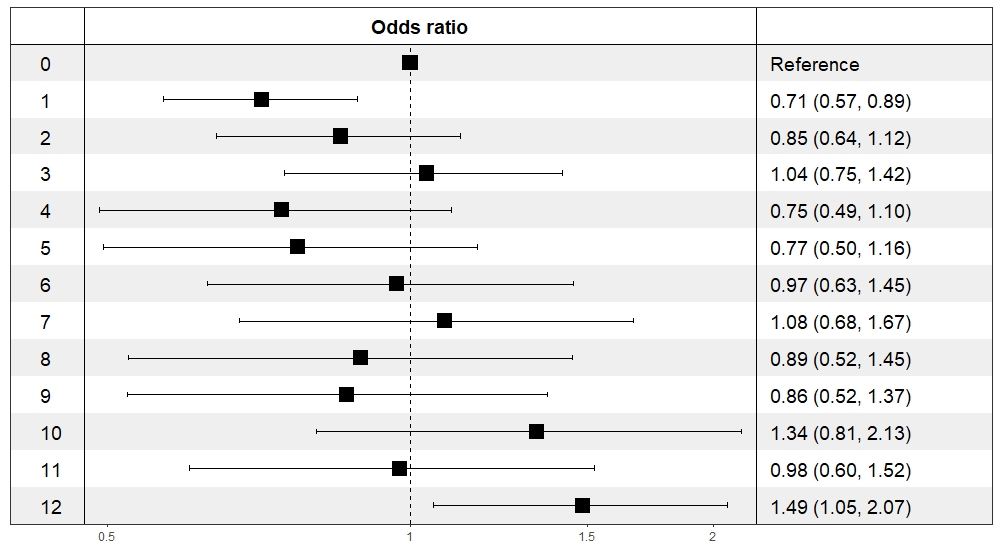 Odds ratio
0 Reference
1 0.71 (0.57, 0.89)
2 0.85 (0.64, 1.12)
3 1.04 (0.75, 1.42)
4 0.75 (0.49, 1.10)
5 0.77 (0.50, 1.16)
6 0.97 (0.63, 1.45)
7 1.08 (0.68, 1.67)
8 0.89 (0.52, 1.45)
9 0.86 (0.52, 1.37)
10 1.34 (0.81, 2.13)
11 0.98 (0.60, 1.52)
12 1.49 (1.05, 2.07)
0.5 1 1.5 2